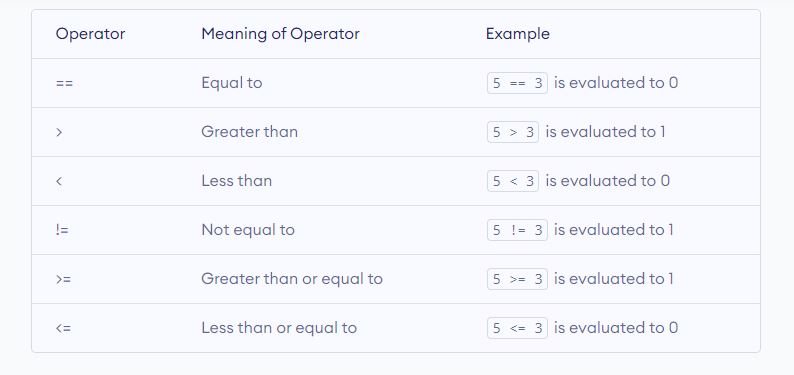 Operator Meaning of Operator Example
== Equal to 5 == 3 is evaluated to 0
> Greater than 5 > 3 is evaluated to 1
< Less than 5 < 3 is evaluated to 0
!= Not equal to 5 != 3 is evaluated to 1
>= Greater than or equal to 5 >= 3 is evaluated to 1
<= Less than or equal to 5 <= 3 is evaluated to 0